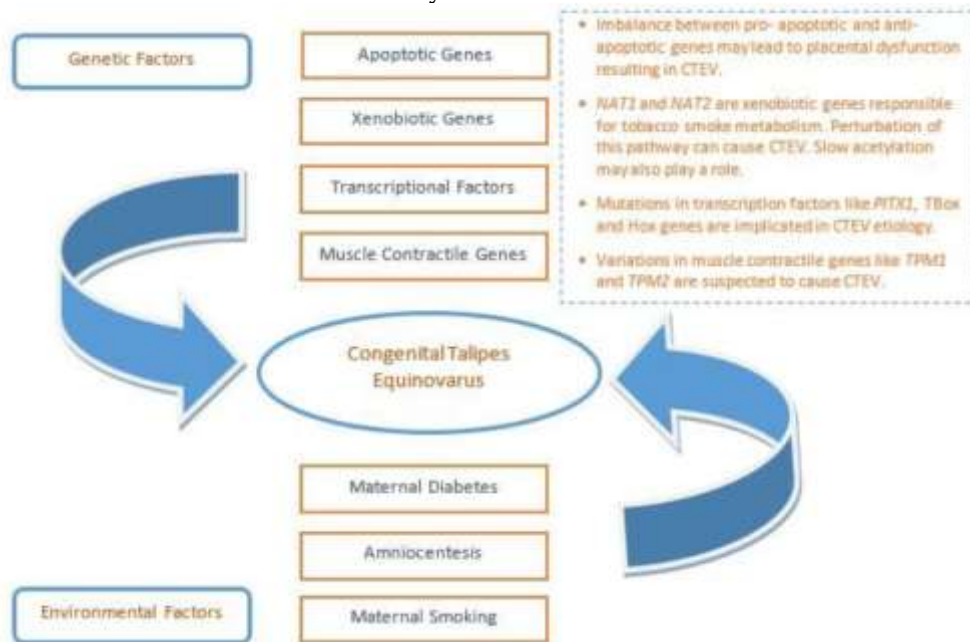 Genetic Factors
Apoptotic Genes
Xenobiotic Genes
Transcriptional Factors
Muscle Contractile Genes
• Imbalance between pro- apoptotic and anti-
apoptotic genes may lead to placental dysfunction
resulting in CTEV.
• NAT1 and NAT2 are xenobiotic genes responsible
for tobacco smoke metabolism. Perturbation of
this pathway can cause CTEV. Slow acetylation
may also play a role.
• Mutations in transcription factors like PITX1, TBox
and Hox genes are implicated in CTEV etiology.
• Variations in muscle contractile genes like TPM1
and TPM2 are suspected to cause CTEV.
Congenital Talipes
Equinovarus
Maternal Diabetes
Amniocentesis
Maternal Smoking
Environmental Factors